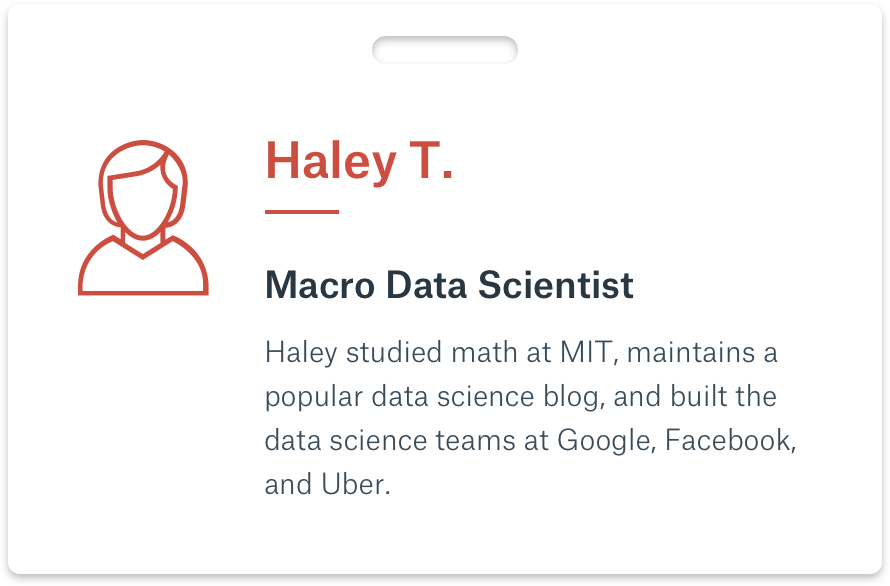 Haley T.
Macro Data Scientist
Haley studied math at MIT, maintains a
popular data science blog, and built the
data science teams at Google, Facebook,
and Uber.